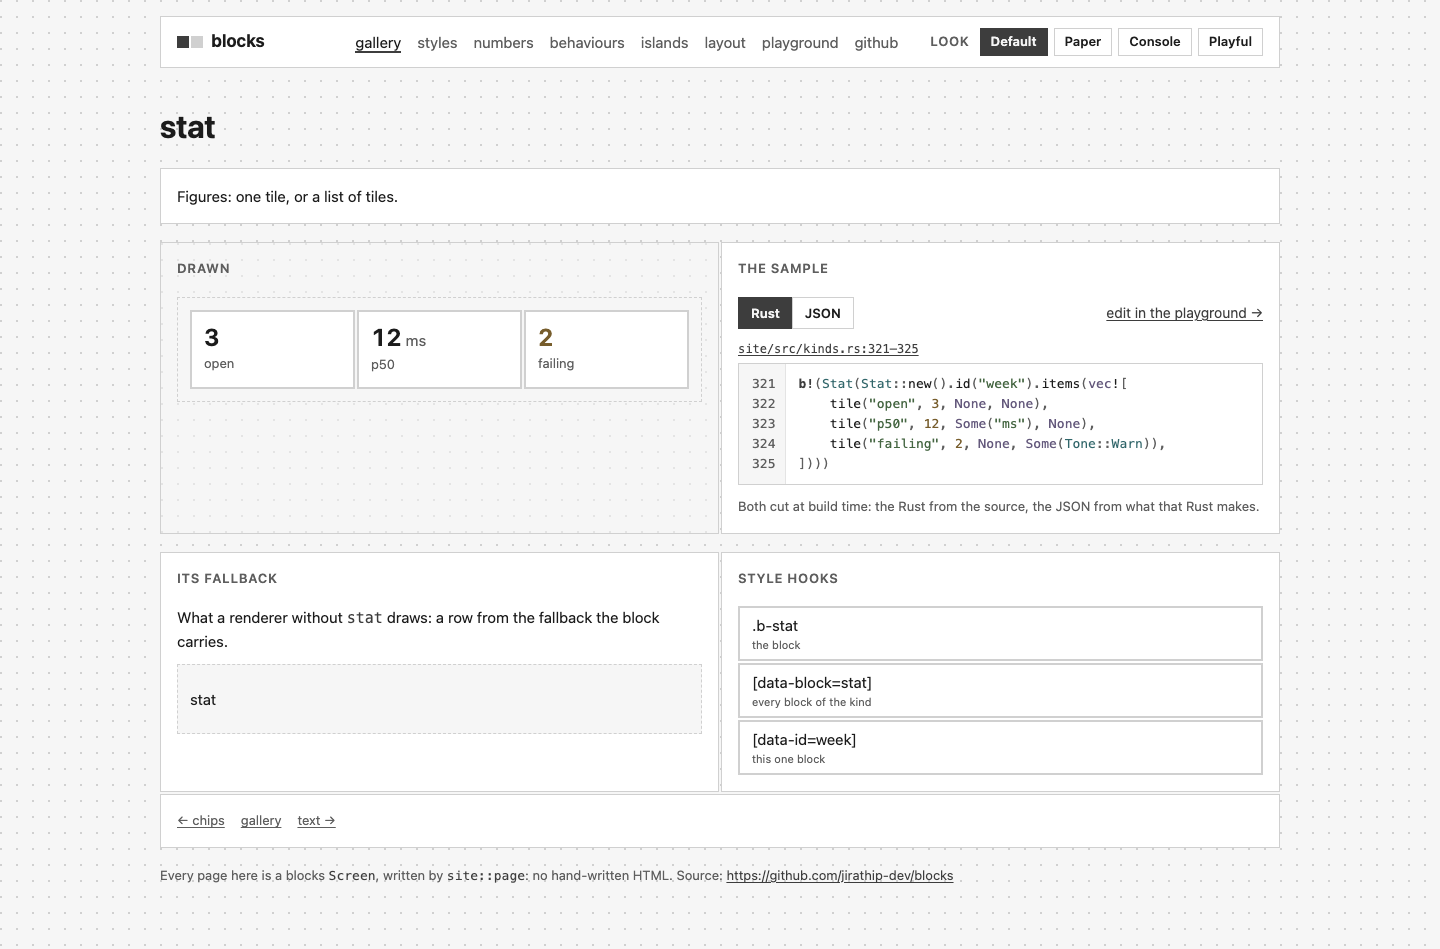 blocks
gallery styles numbers behaviours islands layout playground github
LOOK Default Paper Console Playful
stat
Figures: one tile, or a list of tiles.
DRAWN
3
open
12 ms
p50
2
failing
THE SAMPLE
Rust JSON
edit in the playground →
site/src/kinds.rs:321–325
321 b!(Stat(Stat::new().id("week").items(vec![
322     tile("open", 3, None, None),
323     tile("p50", 12, Some("ms"), None),
324     tile("failing", 2, None, Some(Tone::Warn)),
325 ])))
Both cut at build time: the Rust from the source, the JSON from what that Rust makes.
ITS FALLBACK
What a renderer without stat draws: a row from the fallback the block
carries.
stat
STYLE HOOKS
.b-stat
the block
[data-block=stat]
every block of the kind
[data-id=week]
this one block
← chips gallery text →
Every page here is a blocks Screen, written by site::page: no hand-written HTML. Source: https://github.com/jirathip-dev/blocks